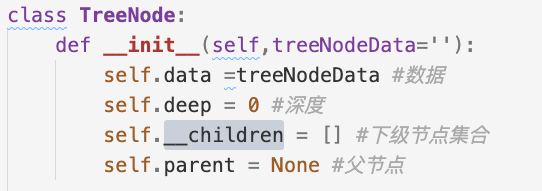 class TreeNode:
    def __init__(self,treeNodeData=''):
        self.data =treeNodeData #数据
        self.deep = 0 #深度
        self.__children = [] #下级节点集合
        self.parent = None #父节点